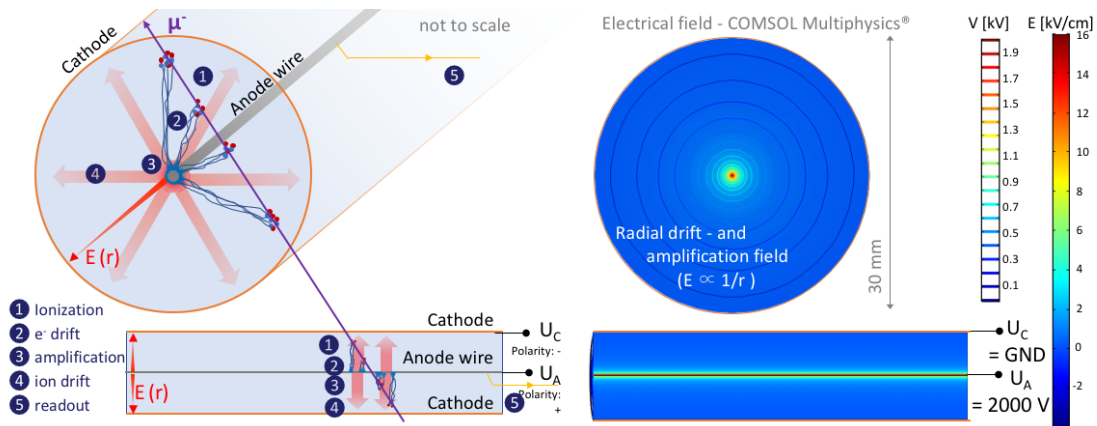 μ⁻
not to scale
Cathode
Anode wire
1
2
3
4
5
E (r)
1 Ionization
2 e⁻ drift
3 amplification
4 ion drift
5 readout
Cathode
U_C
Polarity: -
Anode wire
U_A
Polarity:
+
Cathode
E (r)
1
2
3
4
5
Electrical field - COMSOL Multiphysics®
Radial drift - and
amplification field
(E ∝ 1/r )
30 mm
V [kV]
1.9
1.7
1.5
1.3
1.1
0.9
0.7
0.5
0.3
0.1
E [kV/cm]
16
14
12
10
8
6
4
2
0
-2
U_C
= GND
U_A
= 2000 V